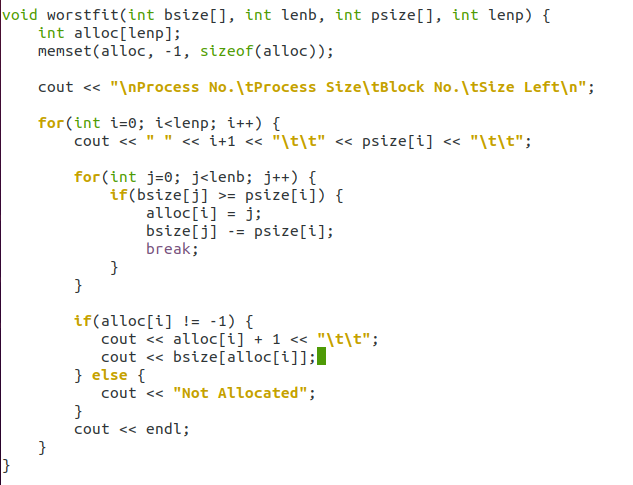 void worstfit(int bsize[], int lenb, int psize[], int lenp) {
    int alloc[lenp];
    memset(alloc, -1, sizeof(alloc));

    cout << "\nProcess No.\tProcess Size\tBlock No.\tSize Left\n";

    for(int i=0; i<lenp; i++) {
        cout << " " << i+1 << "\t\t" << psize[i] << "\t\t";

        for(int j=0; j<lenb; j++) {
            if(bsize[j] >= psize[i]) {
                alloc[i] = j;
                bsize[j] -= psize[i];
                break;
            }
        }

        if(alloc[i] != -1) {
           cout << alloc[i] + 1 << "\t\t";
           cout << bsize[alloc[i]];
        } else {
           cout << "Not Allocated";
        }
        cout << endl;
    }
}